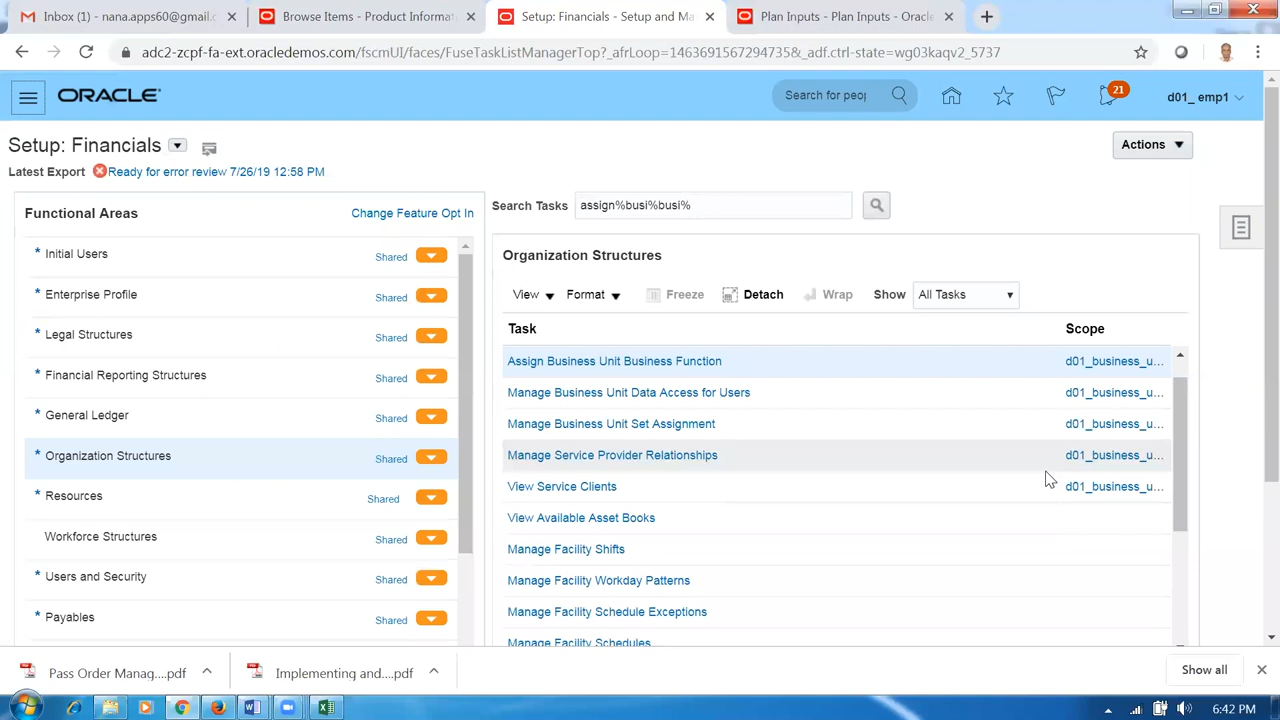 Inbox (1) - nana.apps60@gmail.c
Browse Items - Product Informat
Setup: Financials - Setup and Ma
Plan Inputs - Plan Inputs - Orac
adc2-zcpf-fa-ext.oracledemos.com/fscmUI/faces/FuseTaskListManagerTop?_afrLoop=1463691567294735&_adf.ctrl-state=wg03kaqv2_5737
ORACLE
Search for peop
21
d01_ emp1
Setup: Financials
Actions
Latest Export Ready for error review 7/26/19 12:58 PM
Functional Areas
Change Feature Opt In
* Initial Users Shared
* Enterprise Profile Shared
* Legal Structures Shared
* Financial Reporting Structures Shared
* General Ledger Shared
* Organization Structures Shared
* Resources Shared
Workforce Structures Shared
* Users and Security Shared
* Payables Shared
Search Tasks assign%busi%busi%
Organization Structures
View Format Freeze Detach Wrap Show All Tasks
Task Scope
Assign Business Unit Business Function d01_business_u...
Manage Business Unit Data Access for Users d01_business_u...
Manage Business Unit Set Assignment d01_business_u...
Manage Service Provider Relationships d01_business_u...
View Service Clients d01_business_u...
View Available Asset Books
Manage Facility Shifts
Manage Facility Workday Patterns
Manage Facility Schedule Exceptions
Manage Facility Schedules
Pass Order Manag....pdf
Implementing and....pdf
Show all
6:42 PM